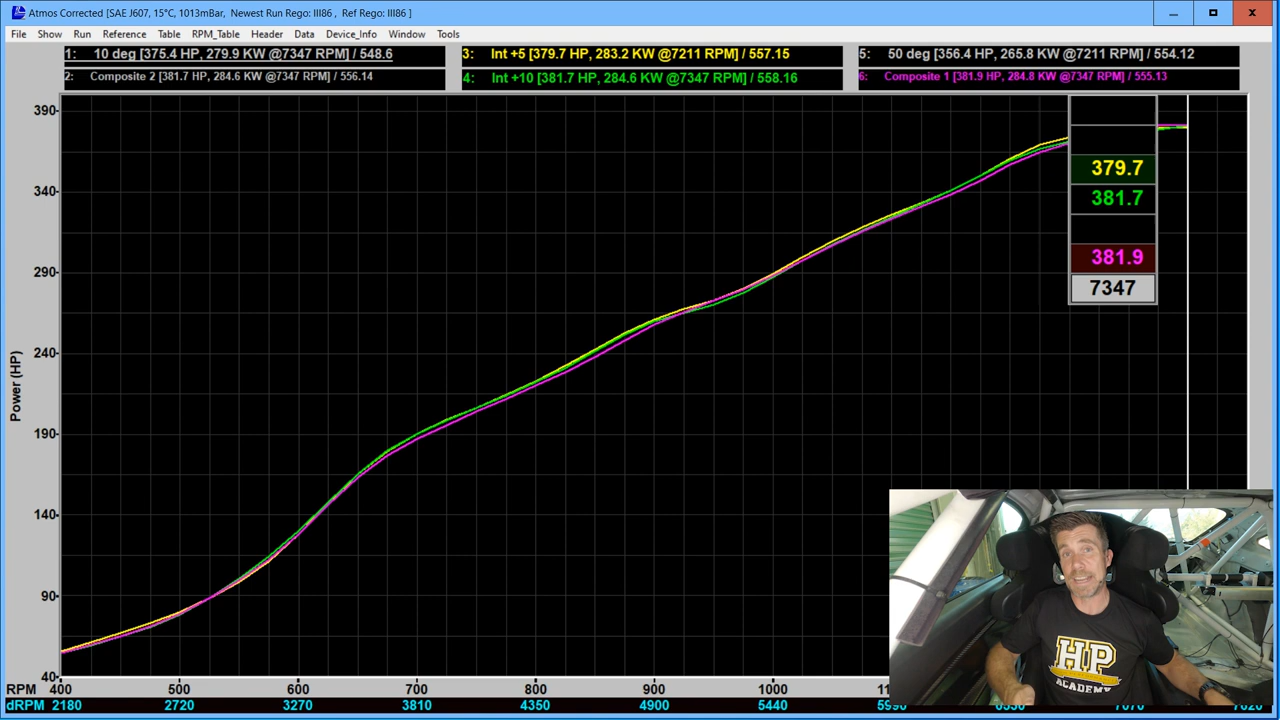 Atmos Corrected [SAE J607, 15°C, 1013mBar, Newest Run Rego: III86 , Ref Rego: III86 ]
File Show Run Reference Table RPM_Table Header Data Device_Info Window Tools
1: 10 deg [375.4 HP, 279.9 KW @7347 RPM] / 548.6
3: Int +5 [379.7 HP, 283.2 KW @7211 RPM] / 557.15
5: 50 deg [356.4 HP, 265.8 KW @7211 RPM] / 554.12
2: Composite 2 [381.7 HP, 284.6 KW @7347 RPM] / 556.14
4: Int +10 [381.7 HP, 284.6 KW @7347 RPM] / 558.16
6: Composite 1 [381.9 HP, 284.8 KW @7347 RPM] / 555.13
390
340
290
240
190
140
90
40
Power (HP)
379.7
381.7
381.9
7347
RPM 400 500 600 700 800 900 1000
dRPM 2180 2720 3270 3810 4350 4900 5440
HP
ACADEMY